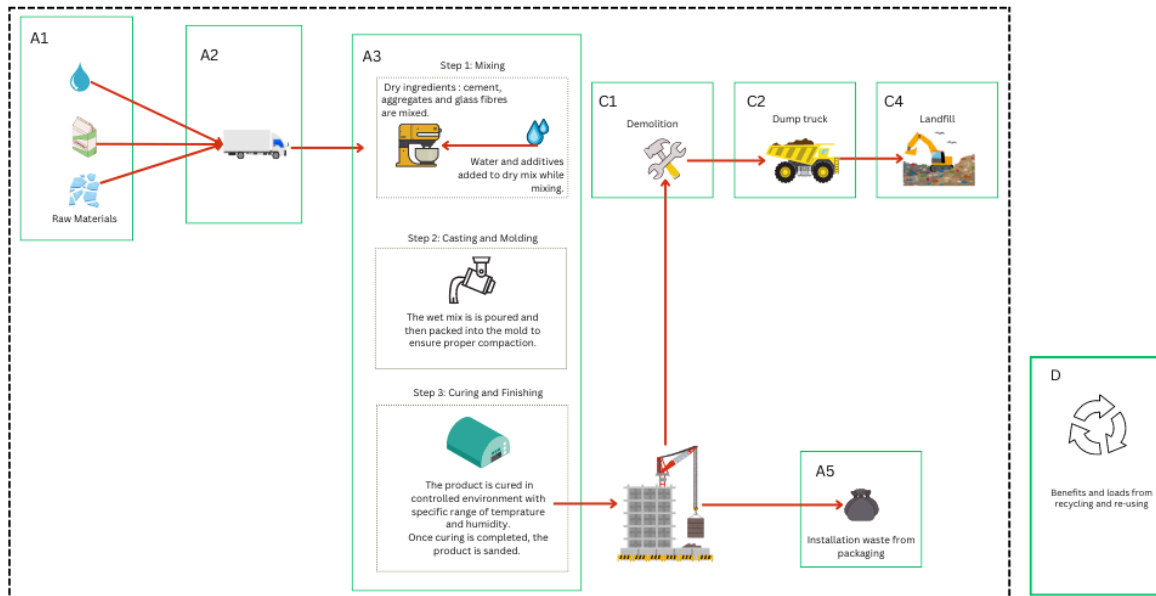 A1
Raw Materials
A2
A3
Step 1: Mixing
Dry ingredients : cement,
aggregates and glass fibres
are mixed.
Water and additives
added to dry mix while
mixing.
Step 2: Casting and Molding
The wet mix is is poured and
then packed into the mold to
ensure proper compaction.
Step 3: Curing and Finishing
The product is cured in
controlled environment with
specific range of temprature
and humidity.
Once curing is completed, the
product is sanded.
C1
Demolition
C2
Dump truck
C4
Landfill
A5
Installation waste from
packaging
D
Benefits and loads from
recycling and re-using